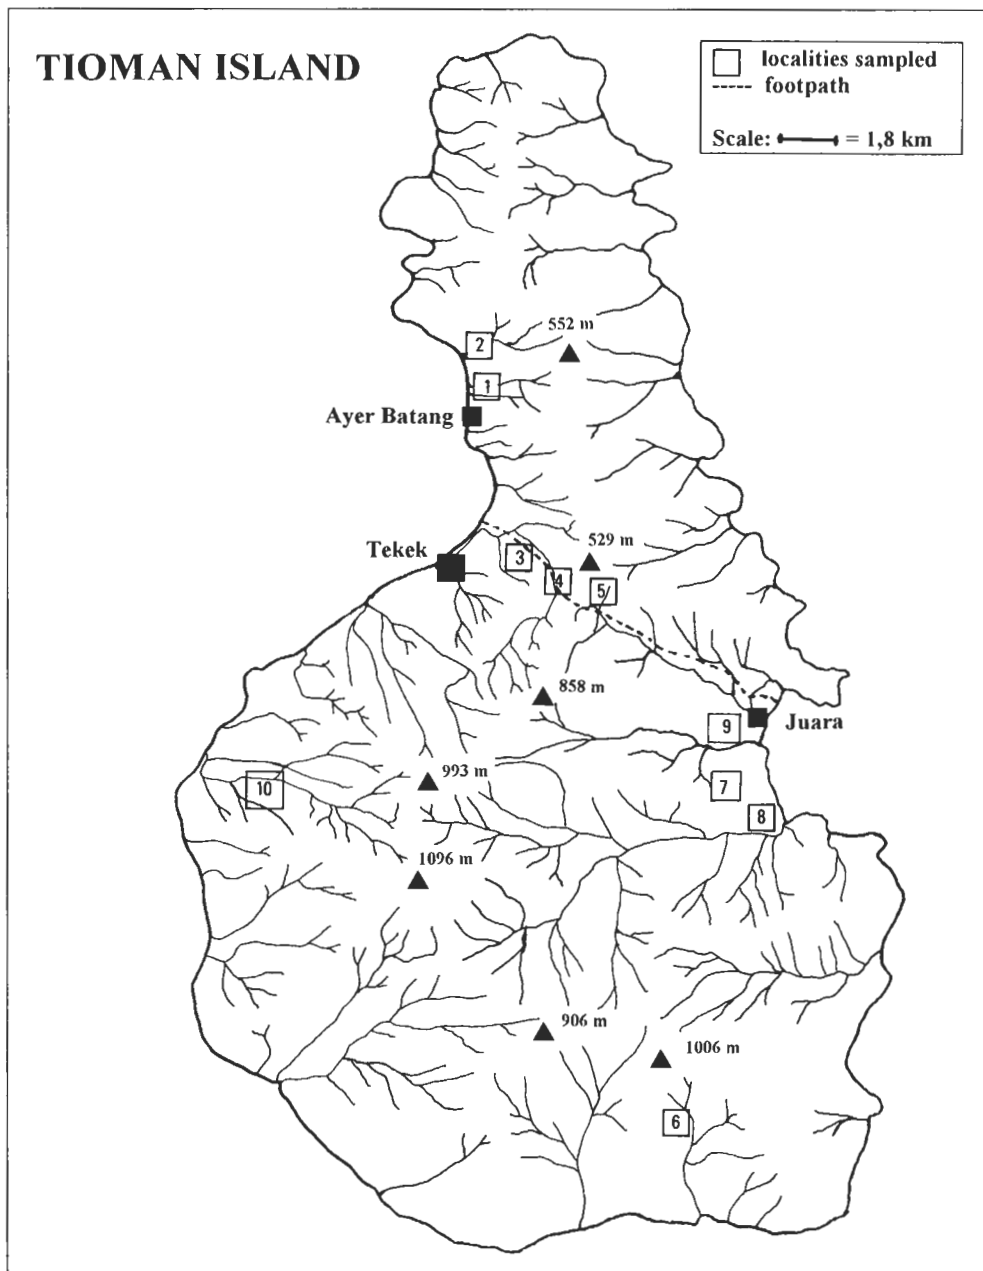 TIOMAN ISLAND
localities sampled
footpath
Scale: = 1,8 km
552 m
2
1
Ayer Batang
529 m
Tekek
3
4
5
858 m
9
Juara
993 m
7
10
8
1096 m
906 m
1006 m
6